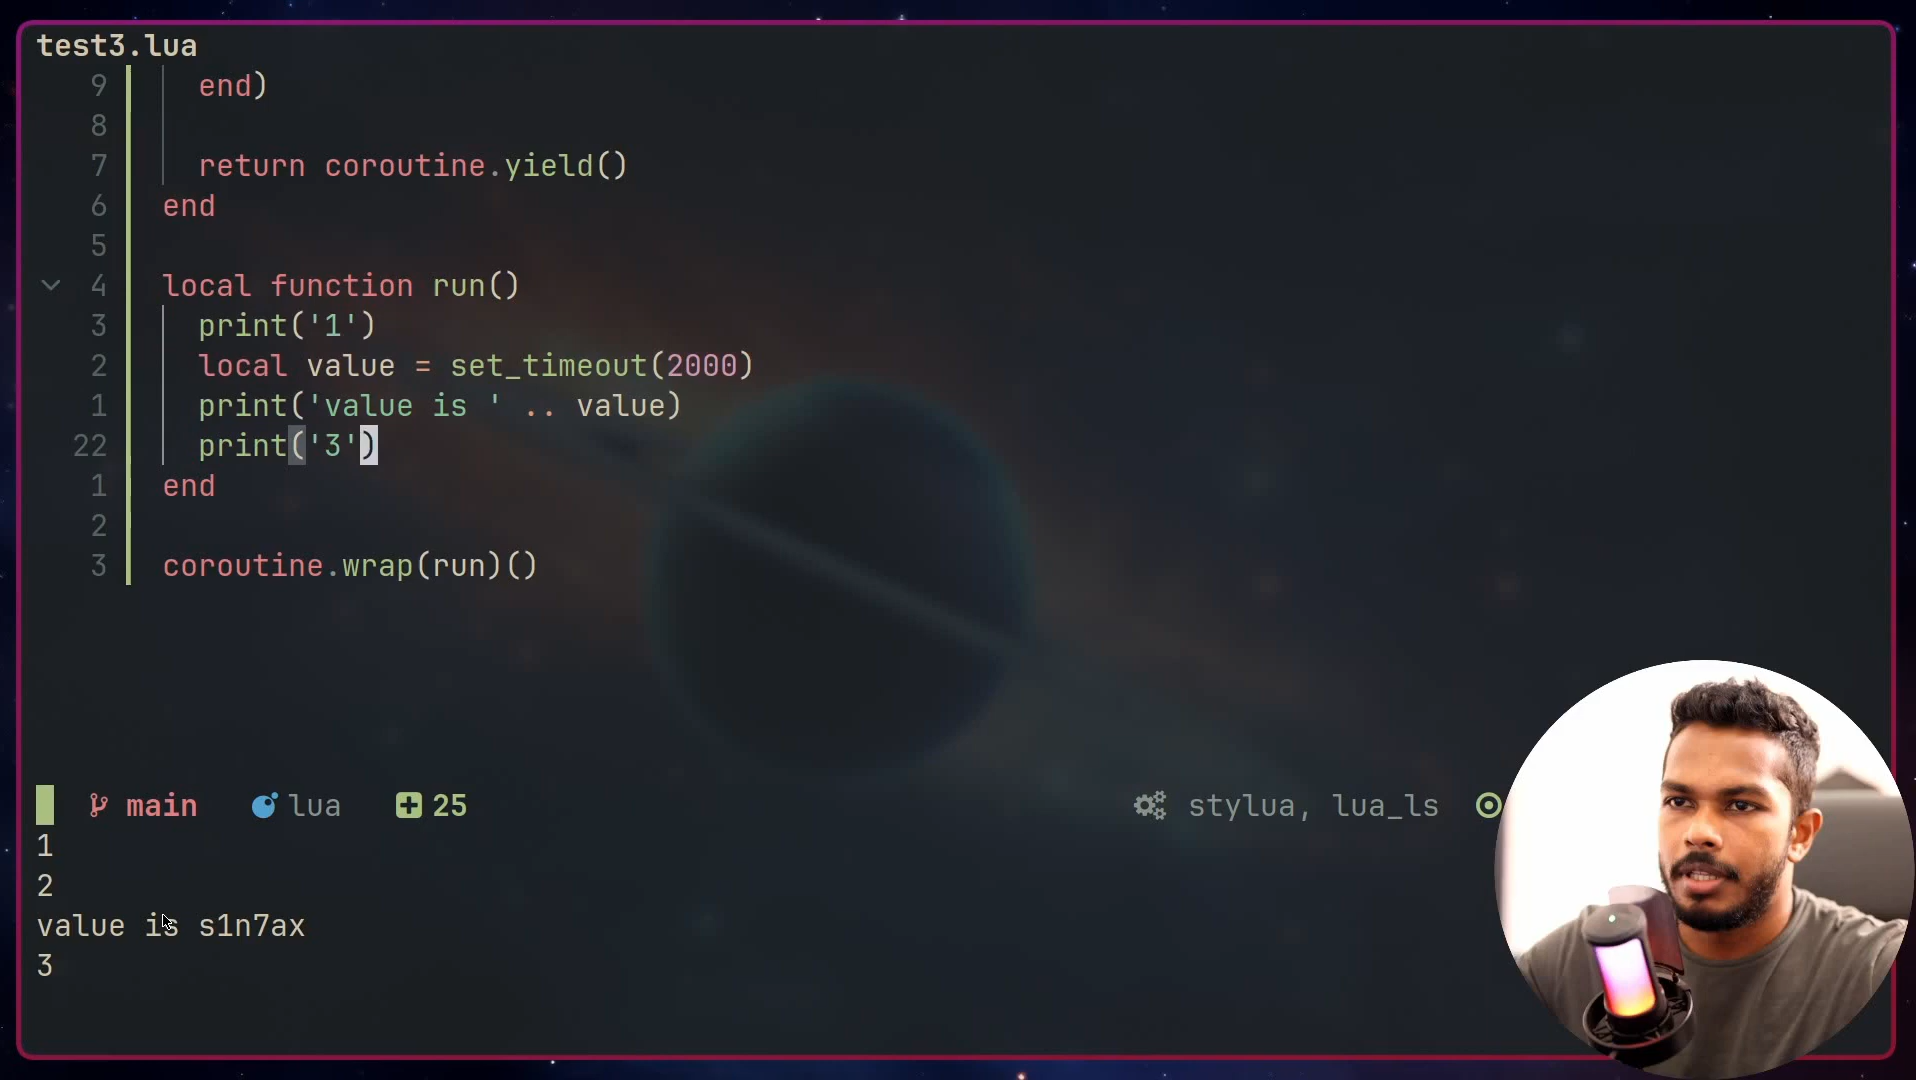 test3.lua
9 end)
8
7 return coroutine.yield()
6 end
5
4 local function run()
3 print('1')
2 local value = set_timeout(2000)
1 print('value is ' .. value)
22 print('3')
1 end
2
3 coroutine.wrap(run)()
main lua 25 stylua, lua_ls
1
2
value is s1n7ax
3